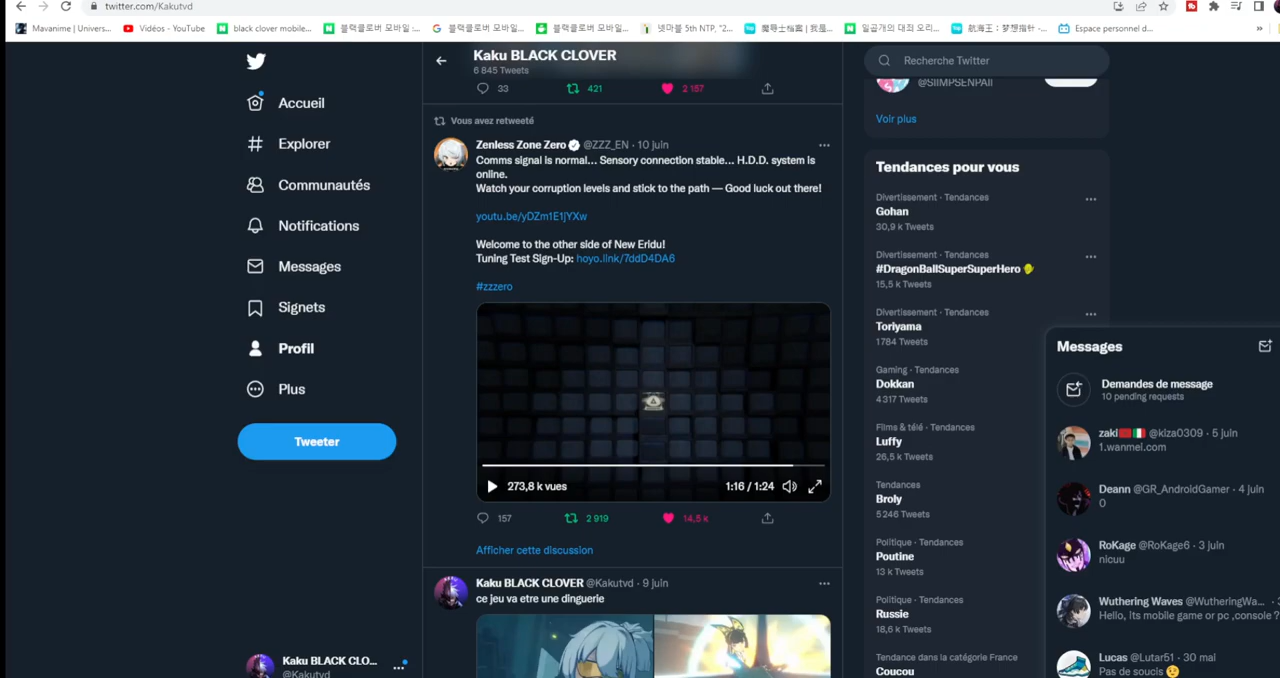 twitter.com/Kakutvd
Mavanime | Univers...
Vidéos - YouTube
black clover mobile...
블랙클로버 모바일 :...
블랙클로버 모바일...
블랙클로버 모바일...
넷마블 5th NTP, "2...
魔导士档案 | 我是...
일곱개의 대죄 오리...
航海王：梦想指针 -...
Espace personnel d...
»
Accueil
Explorer
Communautés
Notifications
Messages
Signets
Profil
Plus
Tweeter
Kaku BLACK CLO...
@Kakutvd
Kaku BLACK CLOVER
6 845 Tweets
33 421 2 157
Vous avez retweeté
Zenless Zone Zero @ZZZ_EN · 10 juin
Comms signal is normal... Sensory connection stable... H.D.D. system is
online.
Watch your corruption levels and stick to the path — Good luck out there!
youtu.be/yDZm1E1jYXw
Welcome to the other side of New Eridu!
Tuning Test Sign-Up: hoyo.link/7ddD4DA6
#zzzero
273,8 k vues 1:16 / 1:24
157 2 919 14,5 k
Afficher cette discussion
Kaku BLACK CLOVER @Kakutvd · 9 juin
ce jeu va etre une dinguerie
Recherche Twitter
@SIIMPSENPAII
Voir plus
Tendances pour vous
Divertissement · Tendances
Gohan
30,9 k Tweets
Divertissement · Tendances
#DragonBallSuperSuperHero
15,5 k Tweets
Divertissement · Tendances
Toriyama
1 784 Tweets
Gaming · Tendances
Dokkan
4 317 Tweets
Films & télé · Tendances
Luffy
26,5 k Tweets
Tendances
Broly
5 246 Tweets
Politique · Tendances
Poutine
13 k Tweets
Politique · Tendances
Russie
18,6 k Tweets
Tendance dans la catégorie France
Coucou
Messages
Demandes de message
10 pending requests
zaki @kiza0309 · 5 juin
1.wanmei.com
Deann @GR_AndroidGamer · 4 juin
0
RoKage @RoKage6 · 3 juin
nicuu
Wuthering Waves @WutheringWa... ·
Hello, its mobile game or pc ,console ?
Lucas @Lutar51 · 30 mai
Pas de soucis